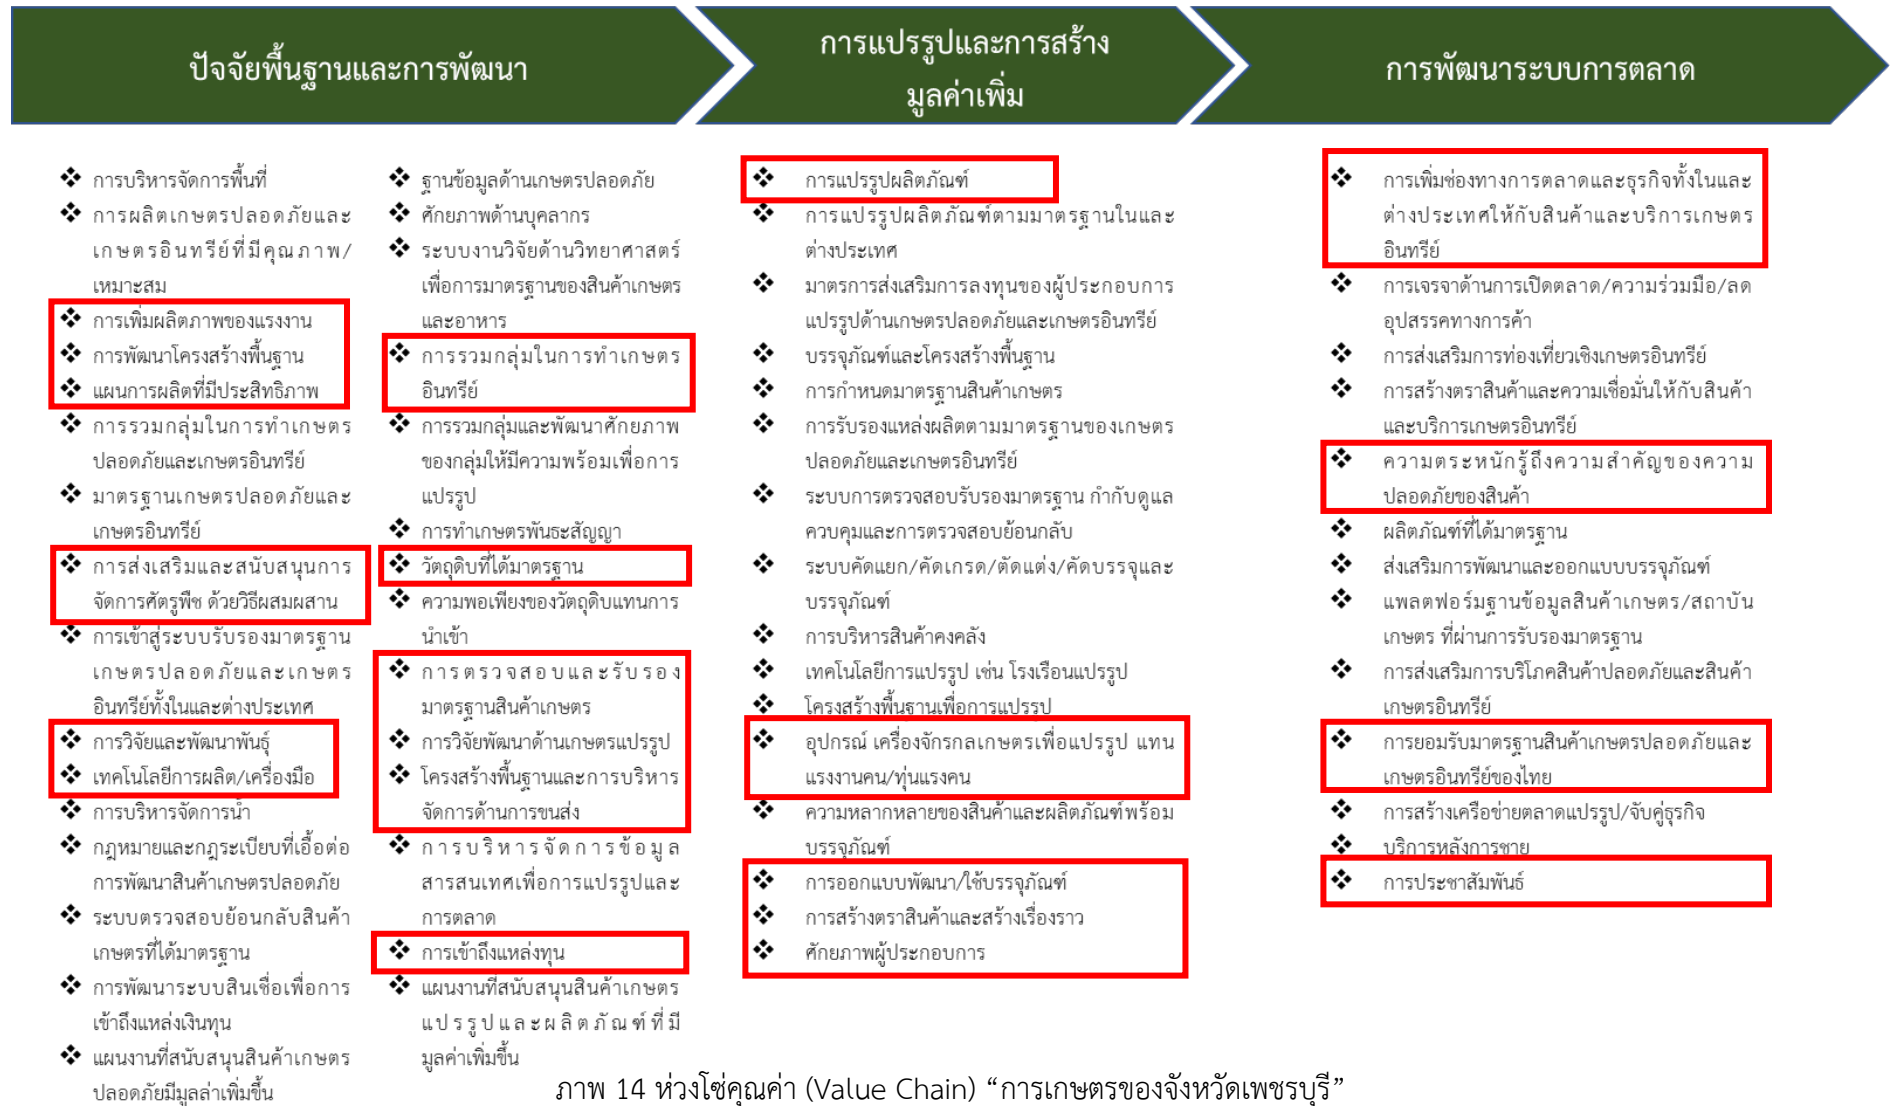 ปัจจัยพื้นฐานและการพัฒนา
การแปรรูปและการสร้าง
มูลค่าเพิ่ม
การพัฒนาระบบการตลาด
❖ การบริหารจัดการพื้นที่
❖ การผลิตเกษตรปลอดภัยและ
เกษตรอินทรีย์ที่มีคุณภาพ/
เหมาะสม
❖ การเพิ่มผลิตภาพของแรงงาน
❖ การพัฒนาโครงสร้างพื้นฐาน
❖ แผนการผลิตที่มีประสิทธิภาพ
❖ การรวมกลุ่มในการทำเกษตร
ปลอดภัยและเกษตรอินทรีย์
❖ มาตรฐานเกษตรปลอดภัยและ
เกษตรอินทรีย์
❖ การส่งเสริมและสนับสนุนการ
จัดการศัตรูพืช ด้วยวิธีผสมผสาน
❖ การเข้าสู่ระบบรับรองมาตรฐาน
เกษตรปลอดภัยและเกษตร
อินทรีย์ทั้งในและต่างประเทศ
❖ การวิจัยและพัฒนาพันธุ์
❖ เทคโนโลยีการผลิต/เครื่องมือ
❖ การบริหารจัดการน้ำ
❖ กฎหมายและกฎระเบียบที่เอื้อต่อ
การพัฒนาสินค้าเกษตรปลอดภัย
❖ ระบบตรวจสอบย้อนกลับสินค้า
เกษตรที่ได้มาตรฐาน
❖ การพัฒนาระบบสินเชื่อเพื่อการ
เข้าถึงแหล่งเงินทุน
❖ แผนงานที่สนับสนุนสินค้าเกษตร
ปลอดภัยมีมูลล่าเพิ่มขึ้น
❖ ฐานข้อมูลด้านเกษตรปลอดภัย
❖ ศักยภาพด้านบุคลากร
❖ ระบบงานวิจัยด้านวิทยาศาสตร์
เพื่อการมาตรฐานของสินค้าเกษตร
และอาหาร
❖ การรวมกลุ่มในการทำเกษตร
อินทรีย์
❖ การรวมกลุ่มและพัฒนาศักยภาพ
ของกลุ่มให้มีความพร้อมเพื่อการ
แปรรูป
❖ การทำเกษตรพันธะสัญญา
❖ วัตถุดิบที่ได้มาตรฐาน
❖ ความพอเพียงของวัตถุดิบแทนการ
นำเข้า
❖ การตรวจสอบและรับรอง
มาตรฐานสินค้าเกษตร
❖ การวิจัยพัฒนาด้านเกษตรแปรรูป
❖ โครงสร้างพื้นฐานและการบริหาร
จัดการด้านการขนส่ง
❖ การบริหารจัดการข้อมูล
สารสนเทศเพื่อการแปรรูปและ
การตลาด
❖ การเข้าถึงแหล่งทุน
❖ แผนงานที่สนับสนุนสินค้าเกษตร
แปรรูปและผลิตภัณฑ์ที่มี
มูลค่าเพิ่มขึ้น
❖ การแปรรูปผลิตภัณฑ์
❖ การแปรรูปผลิตภัณฑ์ตามมาตรฐานในและ
ต่างประเทศ
❖ มาตรการส่งเสริมการลงทุนของผู้ประกอบการ
แปรรูปด้านเกษตรปลอดภัยและเกษตรอินทรีย์
❖ บรรจุภัณฑ์และโครงสร้างพื้นฐาน
❖ การกำหนดมาตรฐานสินค้าเกษตร
❖ การรับรองแหล่งผลิตตามมาตรฐานของเกษตร
ปลอดภัยและเกษตรอินทรีย์
❖ ระบบการตรวจสอบรับรองมาตรฐาน กำกับดูแล
ควบคุมและการตรวจสอบย้อนกลับ
❖ ระบบคัดแยก/คัดเกรด/ตัดแต่ง/คัดบรรจุและ
บรรจุภัณฑ์
❖ การบริหารสินค้าคงคลัง
❖ เทคโนโลยีการแปรรูป เช่น โรงเรือนแปรรูป
❖ โครงสร้างพื้นฐานเพื่อการแปรรูป
❖ อุปกรณ์ เครื่องจักรกลเกษตรเพื่อแปรรูป แทน
แรงงานคน/ทุ่นแรงคน
❖ ความหลากหลายของสินค้าและผลิตภัณฑ์พร้อม
บรรจุภัณฑ์
❖ การออกแบบพัฒนา/ใช้บรรจุภัณฑ์
❖ การสร้างตราสินค้าและสร้างเรื่องราว
❖ ศักยภาพผู้ประกอบการ
❖ การเพิ่มช่องทางการตลาดและธุรกิจทั้งในและ
ต่างประเทศให้กับสินค้าและบริการเกษตร
อินทรีย์
❖ การเจรจาด้านการเปิดตลาด/ความร่วมมือ/ลด
อุปสรรคทางการค้า
❖ การส่งเสริมการท่องเที่ยวเชิงเกษตรอินทรีย์
❖ การสร้างตราสินค้าและความเชื่อมั่นให้กับสินค้า
และบริการเกษตรอินทรีย์
❖ ความตระหนักรู้ถึงความสำคัญของความ
ปลอดภัยของสินค้า
❖ ผลิตภัณฑ์ที่ได้มาตรฐาน
❖ ส่งเสริมการพัฒนาและออกแบบบรรจุภัณฑ์
❖ แพลตฟอร์มฐานข้อมูลสินค้าเกษตร/สถาบัน
เกษตร ที่ผ่านการรับรองมาตรฐาน
❖ การส่งเสริมการบริโภคสินค้าปลอดภัยและสินค้า
เกษตรอินทรีย์
❖ การยอมรับมาตรฐานสินค้าเกษตรปลอดภัยและ
เกษตรอินทรีย์ของไทย
❖ การสร้างเครือข่ายตลาดแปรรูป/จับคู่ธุรกิจ
❖ บริการหลังการขาย
❖ การประชาสัมพันธ์
ภาพ 14 ห่วงโซ่คุณค่า (Value Chain) “การเกษตรของจังหวัดเพชรบุรี”